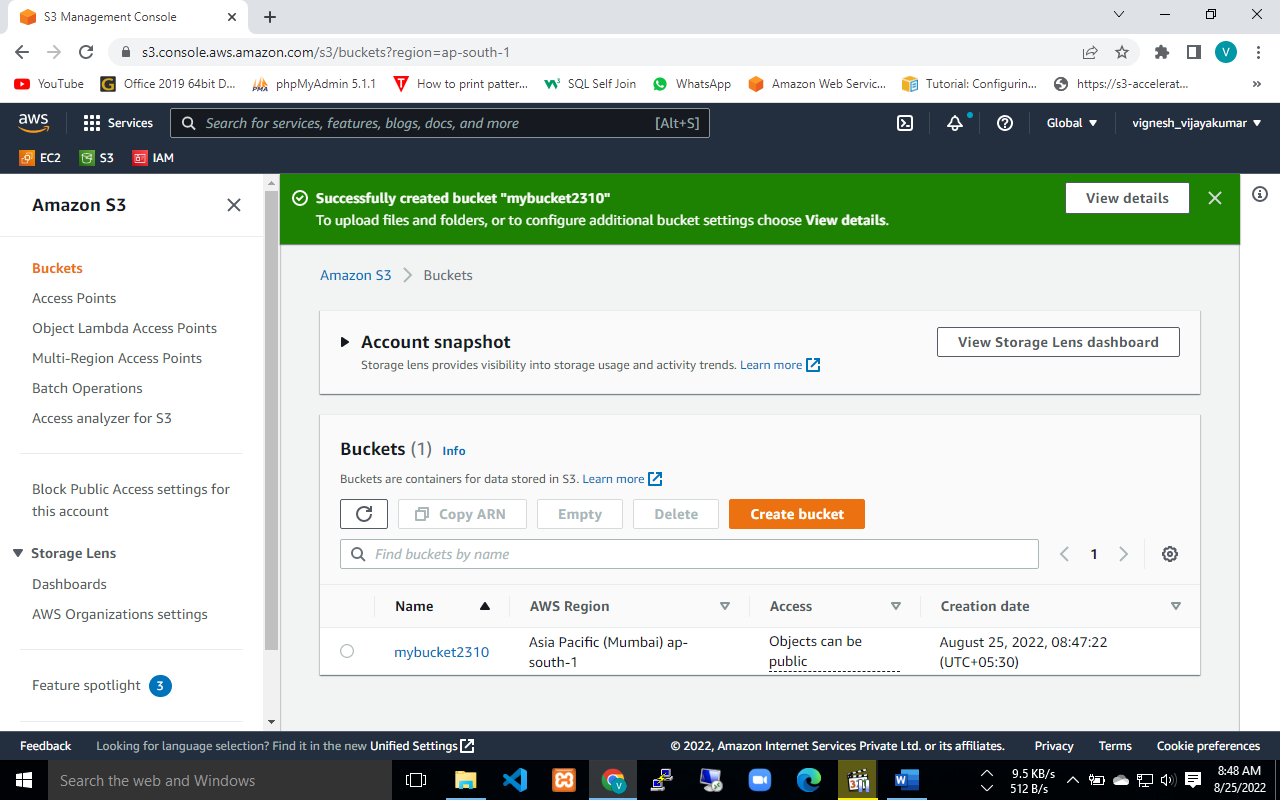 S3 Management Console
s3.console.aws.amazon.com/s3/buckets?region=ap-south-1
V
YouTube
Office 2019 64bit D...
phpMyAdmin 5.1.1
How to print patter...
SQL Self Join
WhatsApp
Amazon Web Servic...
Tutorial: Configurin...
https://s3-accelerat...
»
aws
Services
Search for services, features, blogs, docs, and more
[Alt+S]
Global
vignesh_vijayakumar
EC2
S3
IAM
Amazon S3
Buckets
Access Points
Object Lambda Access Points
Multi-Region Access Points
Batch Operations
Access analyzer for S3
Block Public Access settings for
this account
Storage Lens
Dashboards
AWS Organizations settings
Feature spotlight 3
Successfully created bucket "mybucket2310"
To upload files and folders, or to configure additional bucket settings choose View details.
View details
Amazon S3 > Buckets
Account snapshot
Storage lens provides visibility into storage usage and activity trends. Learn more
View Storage Lens dashboard
Buckets (1) Info
Buckets are containers for data stored in S3. Learn more
Copy ARN
Empty
Delete
Create bucket
Find buckets by name
1
Name
AWS Region
Access
Creation date
mybucket2310
Asia Pacific (Mumbai) ap-
south-1
Objects can be
public
August 25, 2022, 08:47:22
(UTC+05:30)
Feedback
Looking for language selection? Find it in the new Unified Settings
© 2022, Amazon Internet Services Private Ltd. or its affiliates.
Privacy
Terms
Cookie preferences
Search the web and Windows
9.5 KB/s
512 B/s
8:48 AM
8/25/2022